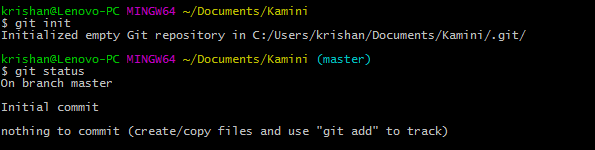 krishan@Lenovo-PC MINGW64 ~/Documents/Kamini
$ git init
Initialized empty Git repository in C:/Users/krishan/Documents/Kamini/.git/
krishan@Lenovo-PC MINGW64 ~/Documents/Kamini (master)
$ git status
On branch master
Initial commit
nothing to commit (create/copy files and use "git add" to track)